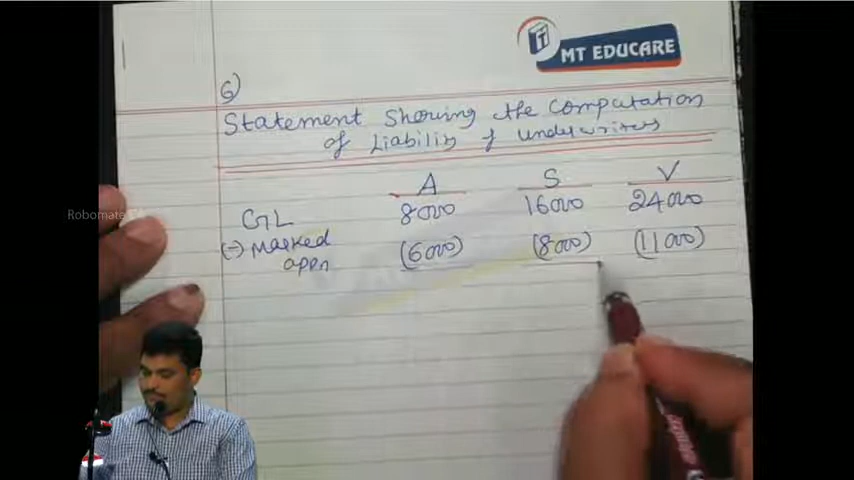 MT EDUCARE
6)
Statement Showing the Computation
of Liability of underwriters
A S V
GL 8000 16000 24000
(-) Marked (6000) (8000) (11000)
appn